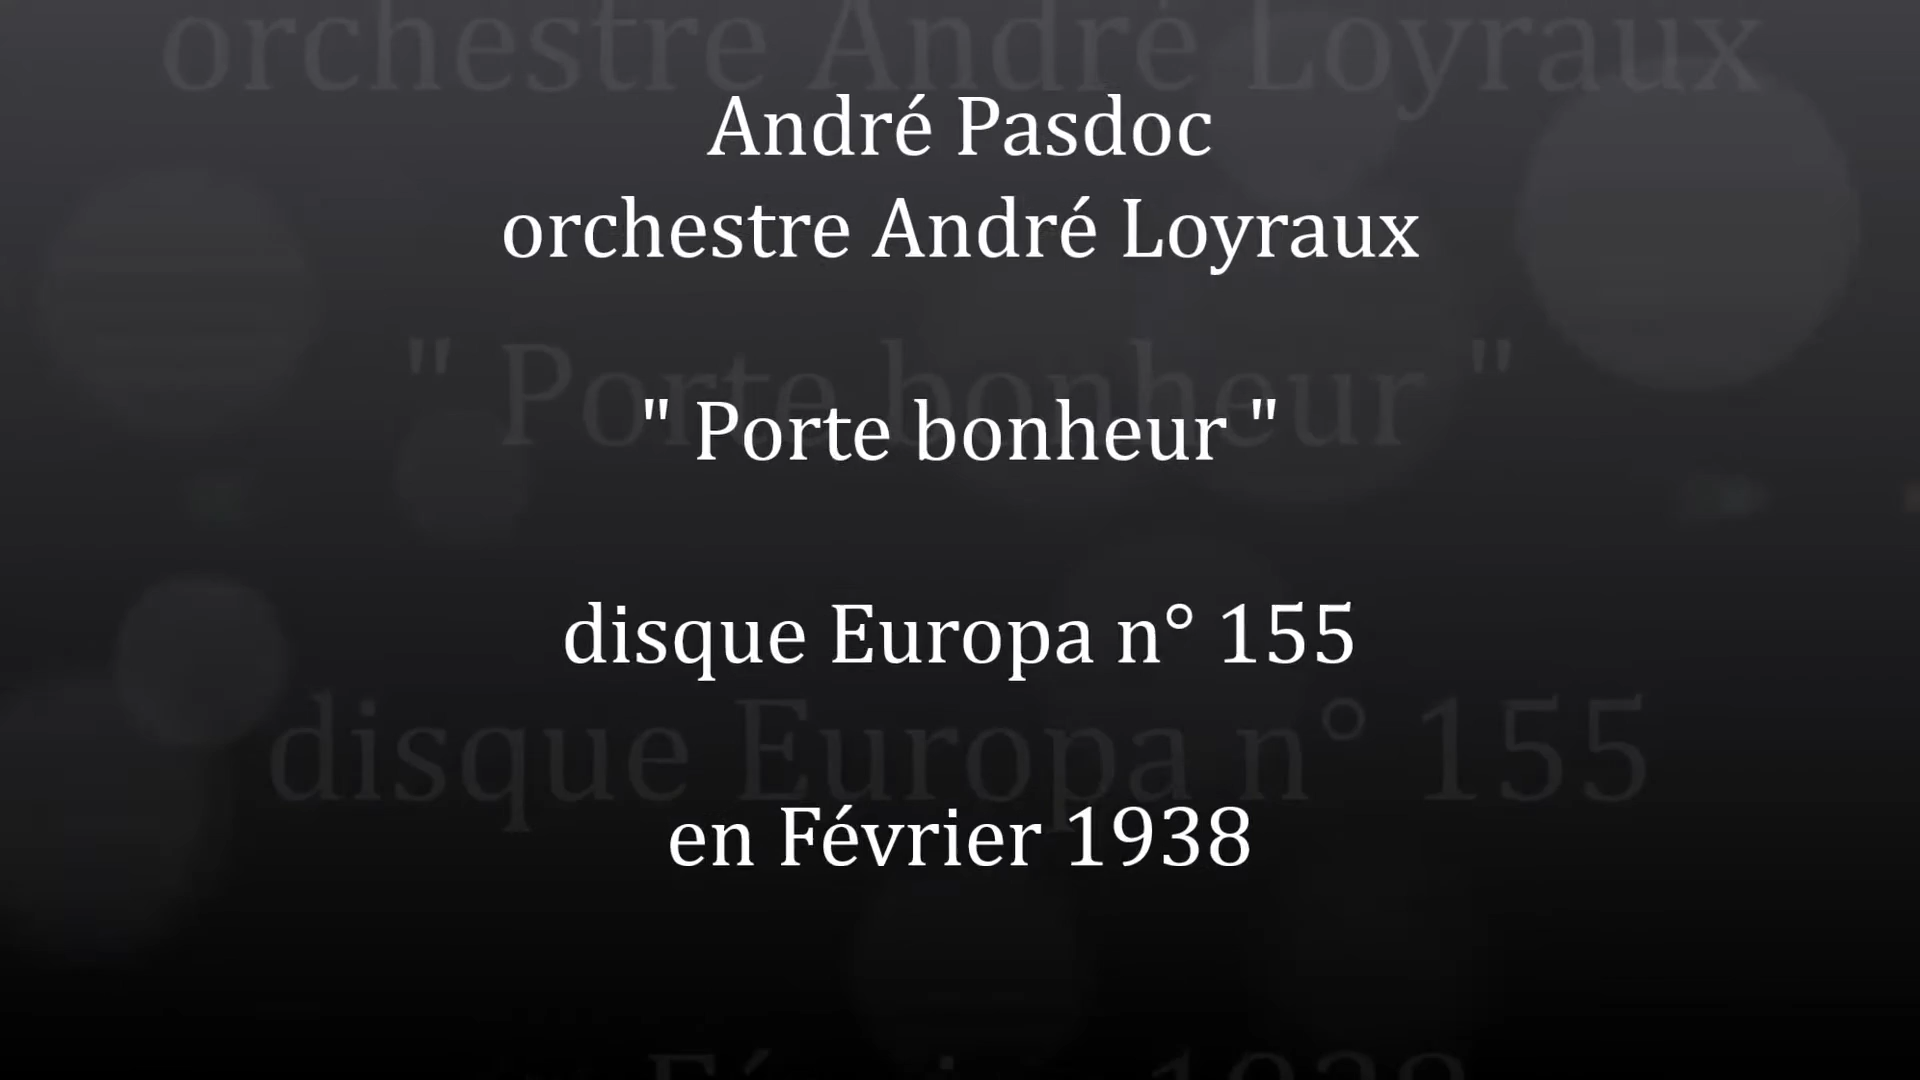 André Pasdoc
orchestre André Loyraux
" Porte bonheur "
disque Europa n° 155
en Février 1938